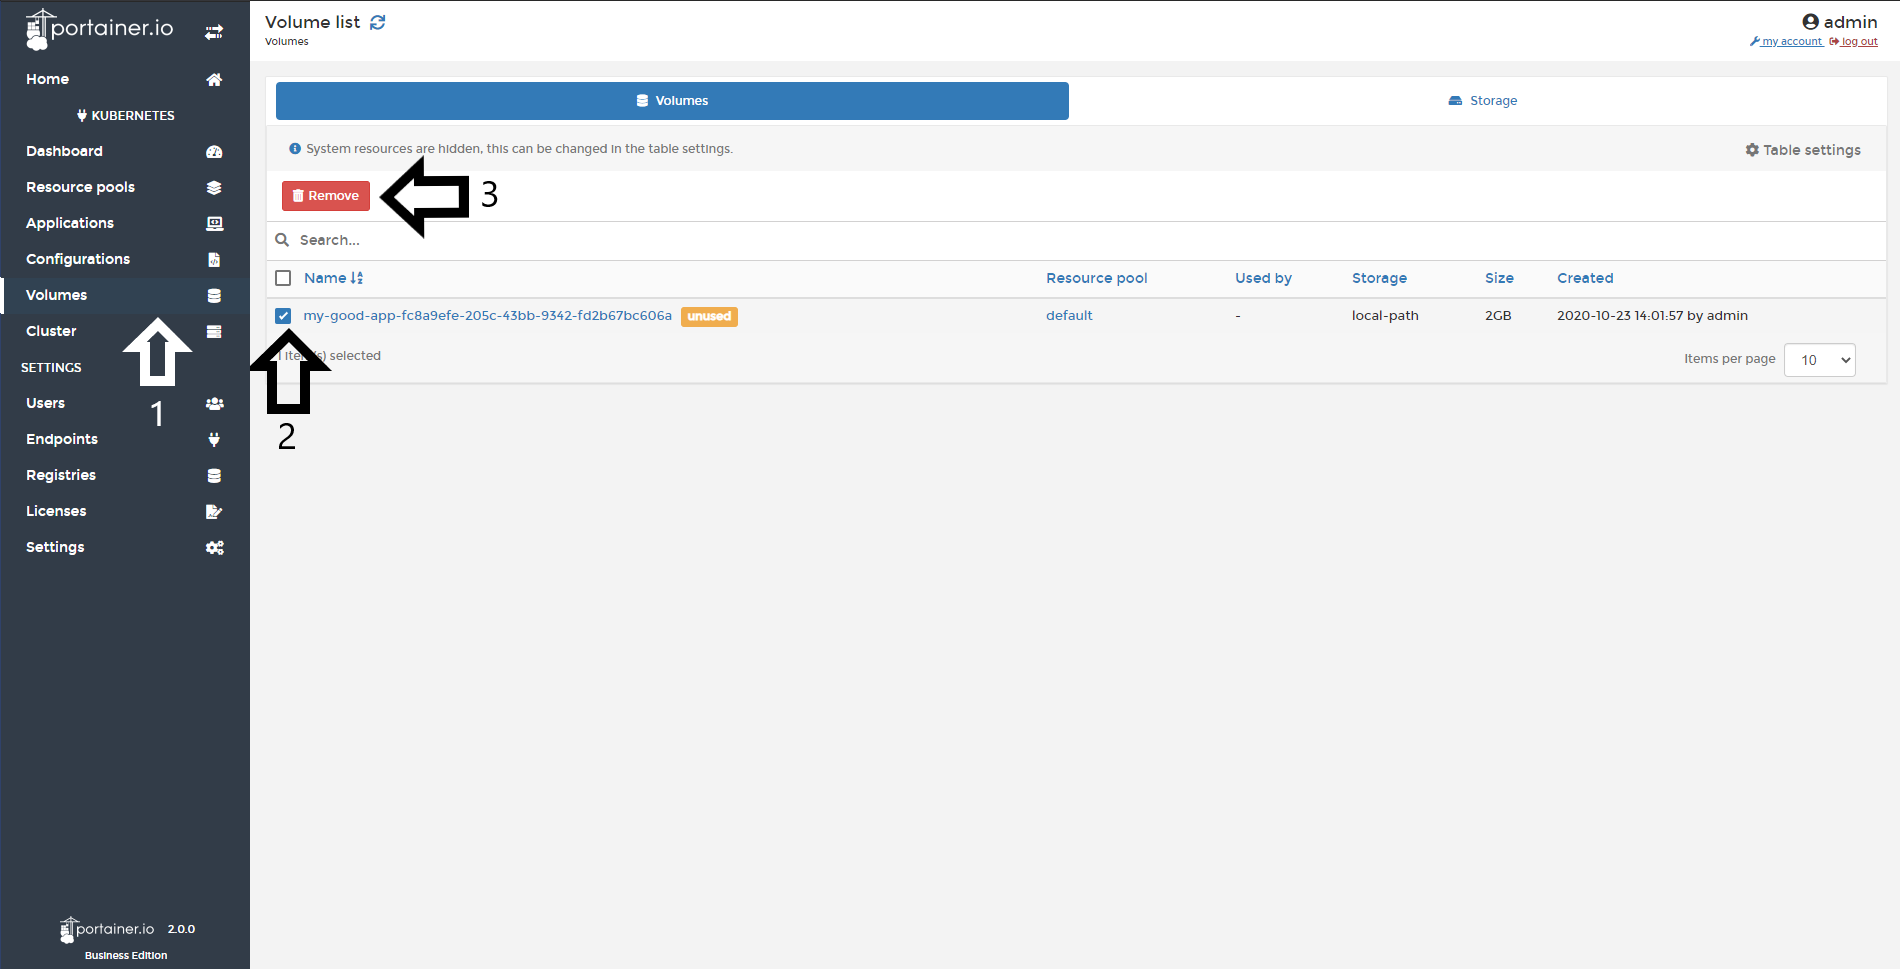 portainer.io
Home
KUBERNETES
Dashboard
Resource pools
Applications
Configurations
Volumes
Cluster
SETTINGS
Users
Endpoints
Registries
Licenses
Settings
portainer.io 2.0.0
Business Edition
1
Volume list
Volumes
admin
my account log out
Volumes Storage
System resources are hidden, this can be changed in the table settings.
Table settings
Remove
3
Search...
Name Resource pool Used by Storage Size Created
my-good-app-fc8a9efe-205c-43bb-9342-fd2b67bc606a unused default - local-path 2GB 2020-10-23 14:01:57 by admin
1 item(s) selected
Items per page 10
2